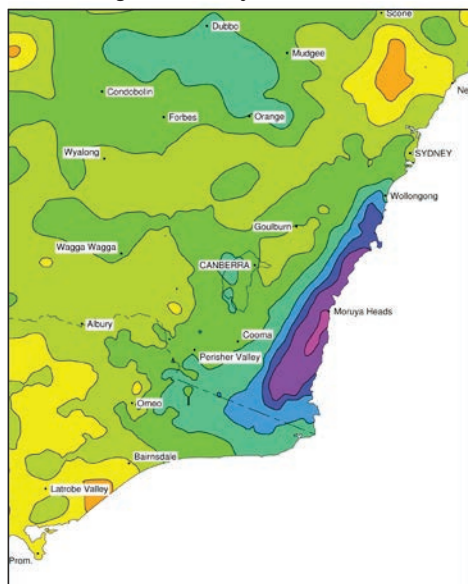 Scone
Dubbo
Mudgee
Condobolin
Forbes
Orange
Ne
Wyalong
SYDNEY
Wollongong
Goulburn
Wagga Wagga
CANBERRA
Moruya Heads
Albury
Cooma
Perisher Valley
Omeo
Bairnsdale
Latrobe Valley
Prom.